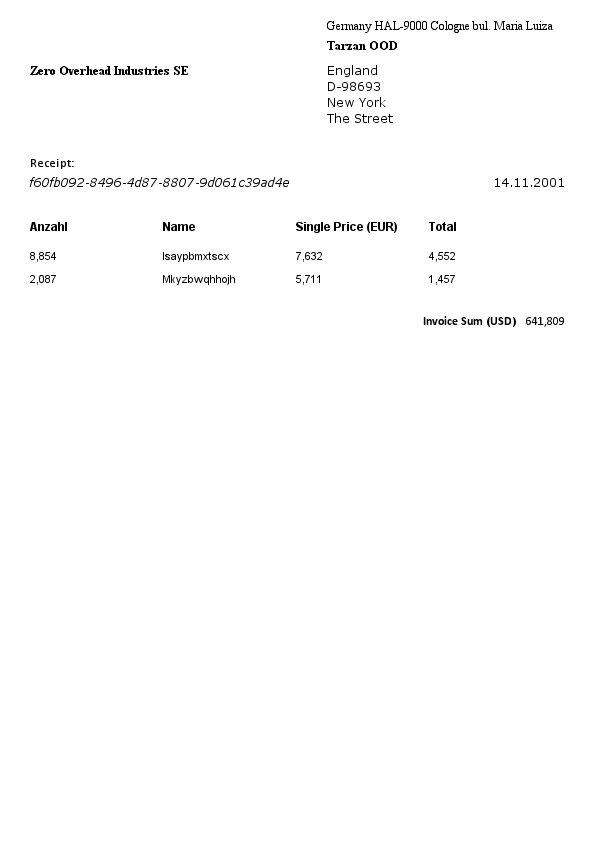 Germany HAL-9000 Cologne bul. Maria Luiza
Tarzan OOD
Zero Overhead Industries SE
England
D-98693
New York
The Street
Receipt:
f60fb092-8496-4d87-8807-9d061c39ad4e 14.11.2001
Anzahl Name Single Price (EUR) Total
8,854 Isaypbmxtscx 7,632 4,552
2,087 Mkyzbwqhhojh 5,711 1,457
Invoice Sum (USD) 641,809